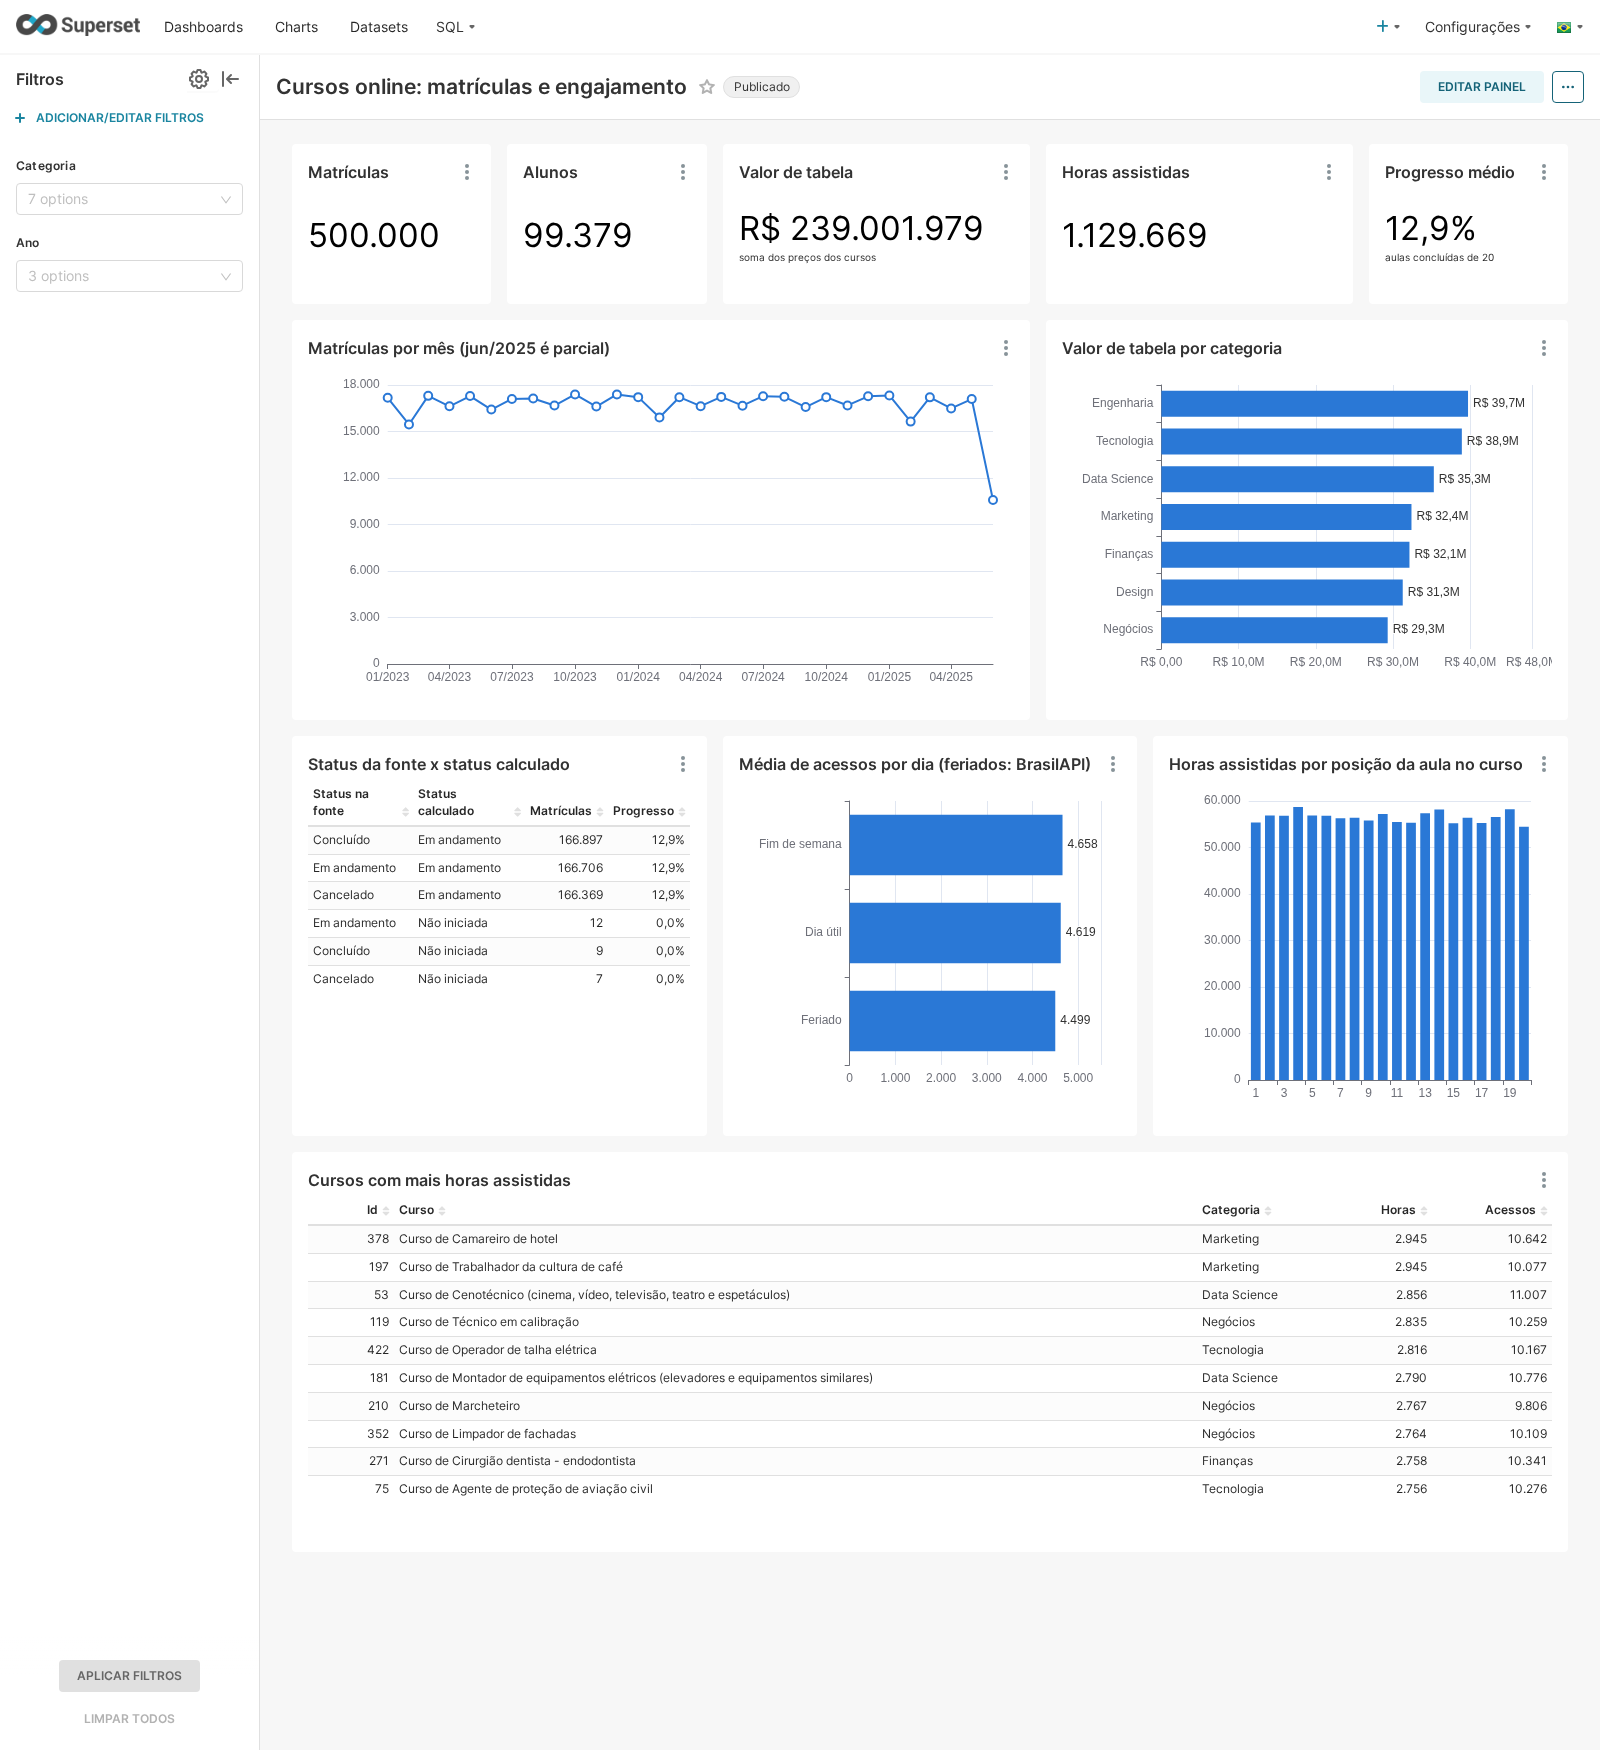 Superset
Dashboards
Charts
Datasets
SQL
Configurações
Filtros
ADICIONAR/EDITAR FILTROS
Categoria
7 options
Ano
3 options
APLICAR FILTROS
LIMPAR TODOS
Cursos online: matrículas e engajamento
Publicado
EDITAR PAINEL
Matrículas
500.000
Alunos
99.379
Valor de tabela
R$ 239.001.979
soma dos preços dos cursos
Horas assistidas
1.129.669
Progresso médio
12,9%
aulas concluídas de 20
Matrículas por mês (jun/2025 é parcial)
18.000
15.000
12.000
9.000
6.000
3.000
0
01/2023 04/2023 07/2023 10/2023 01/2024 04/2024 07/2024 10/2024 01/2025 04/2025
Valor de tabela por categoria
Engenharia R$ 39,7M
Tecnologia R$ 38,9M
Data Science R$ 35,3M
Marketing R$ 32,4M
Finanças R$ 32,1M
Design R$ 31,3M
Negócios R$ 29,3M
R$ 0,00 R$ 10,0M R$ 20,0M R$ 30,0M R$ 40,0M R$ 48,0M
Status da fonte x status calculado
Status na fonte Status calculado Matrículas Progresso
Concluído Em andamento 166.897 12,9%
Em andamento Em andamento 166.706 12,9%
Cancelado Em andamento 166.369 12,9%
Em andamento Não iniciada 12 0,0%
Concluído Não iniciada 9 0,0%
Cancelado Não iniciada 7 0,0%
Média de acessos por dia (feriados: BrasilAPI)
Fim de semana 4.658
Dia útil 4.619
Feriado 4.499
0 1.000 2.000 3.000 4.000 5.000
Horas assistidas por posição da aula no curso
60.000
50.000
40.000
30.000
20.000
10.000
0
1 3 5 7 9 11 13 15 17 19
Cursos com mais horas assistidas
Id Curso Categoria Horas Acessos
378 Curso de Camareiro de hotel Marketing 2.945 10.642
197 Curso de Trabalhador da cultura de café Marketing 2.945 10.077
53 Curso de Cenotécnico (cinema, vídeo, televisão, teatro e espetáculos) Data Science 2.856 11.007
119 Curso de Técnico em calibração Negócios 2.835 10.259
422 Curso de Operador de talha elétrica Tecnologia 2.816 10.167
181 Curso de Montador de equipamentos elétricos (elevadores e equipamentos similares) Data Science 2.790 10.776
210 Curso de Marcheteiro Negócios 2.767 9.806
352 Curso de Limpador de fachadas Negócios 2.764 10.109
271 Curso de Cirurgião dentista - endodontista Finanças 2.758 10.341
75 Curso de Agente de proteção de aviação civil Tecnologia 2.756 10.276